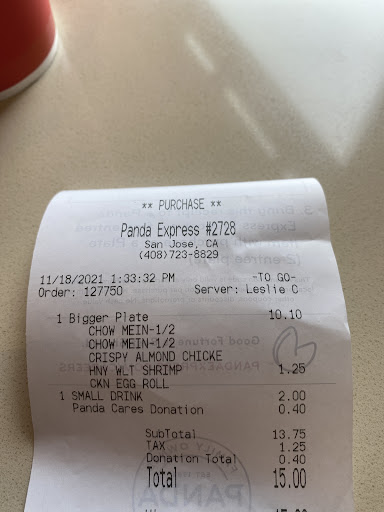 ** PURCHASE **
Panda Express #2728
San Jose, CA
(408)723-8829
11/18/2021 1:33:32 PM -TO GO-
Order: 127750 Server: Leslie C
1 Bigger Plate 10.10
CHOW MEIN-1/2
CHOW MEIN-1/2
CRISPY ALMOND CHICKE
HNY WLT SHRIMP 1.25
CKN EGG ROLL
1 SMALL DRINK 2.00
Panda Cares Donation 0.40
SubTotal 13.75
TAX 1.25
Donation Total 0.40
Total 15.00